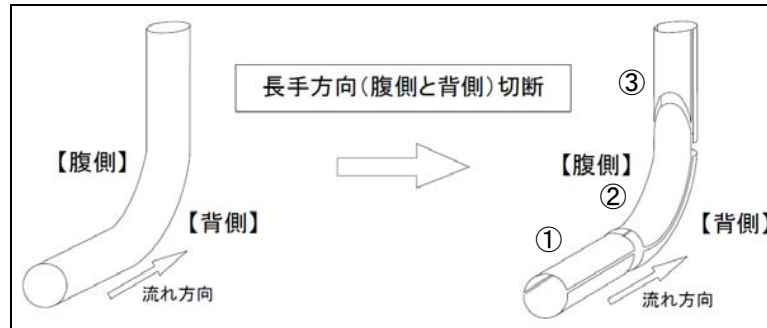 長手方向（腹側と背側）切断
【腹側】
【背側】
流れ方向
③
【腹側】
②
【背側】
①
流れ方向